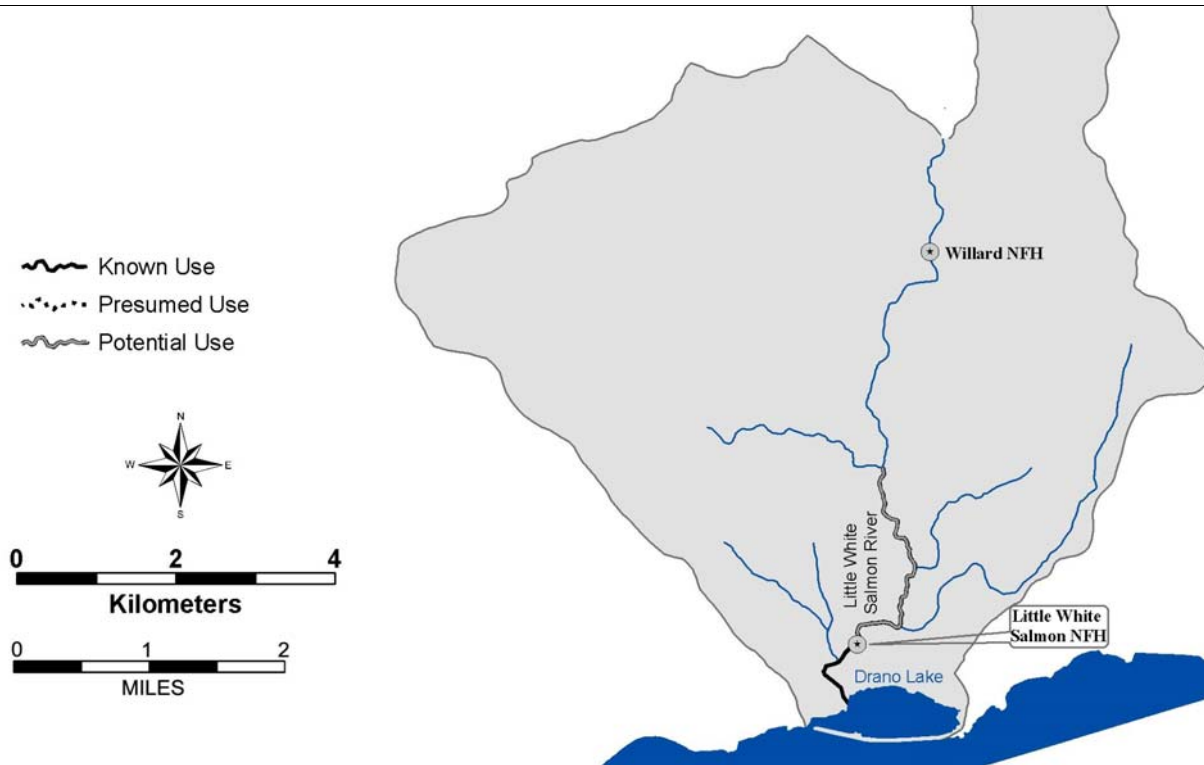 Willard NFH
Known Use
Presumed Use
Potential Use
N
W
E
S
0 2 4
Kilometers
0 1 2
MILES
Little White
Salmon River
Little White
Salmon NFH
Drano Lake